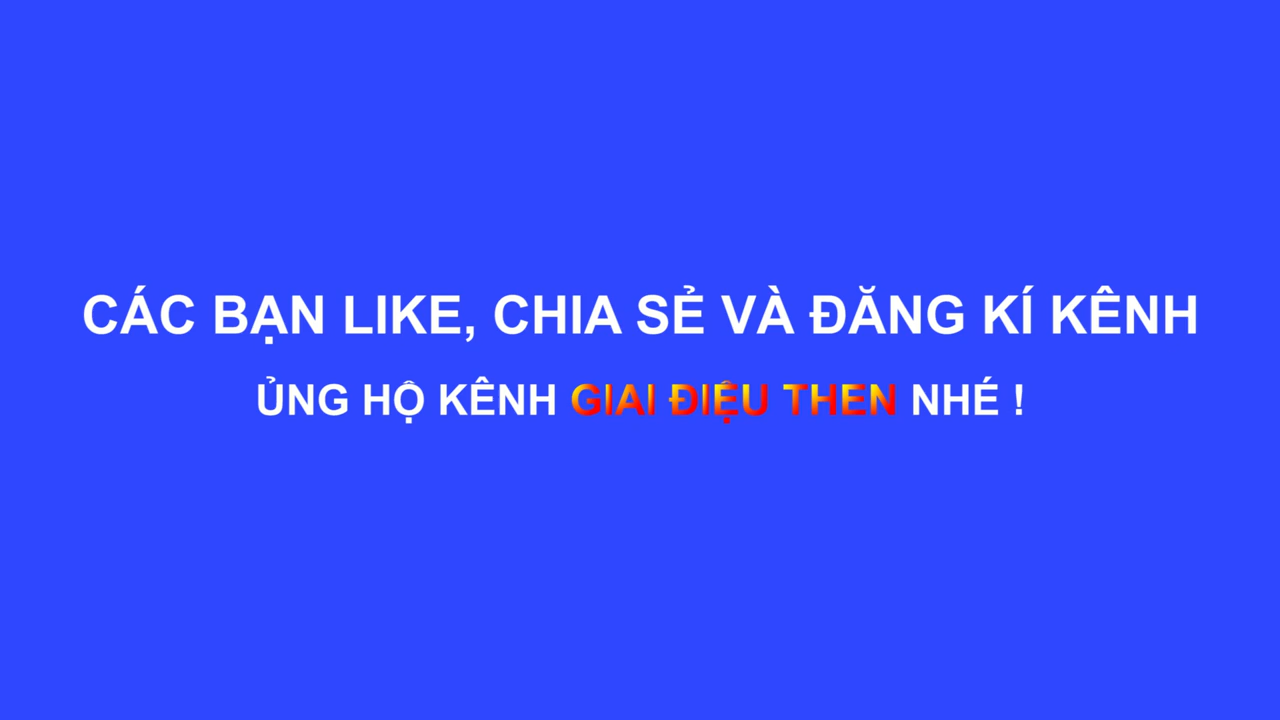 CÁC BẠN LIKE, CHIA SẺ VÀ ĐĂNG KÍ KÊNH
ỦNG HỘ KÊNH GIAI ĐIỆU THEN NHÉ !